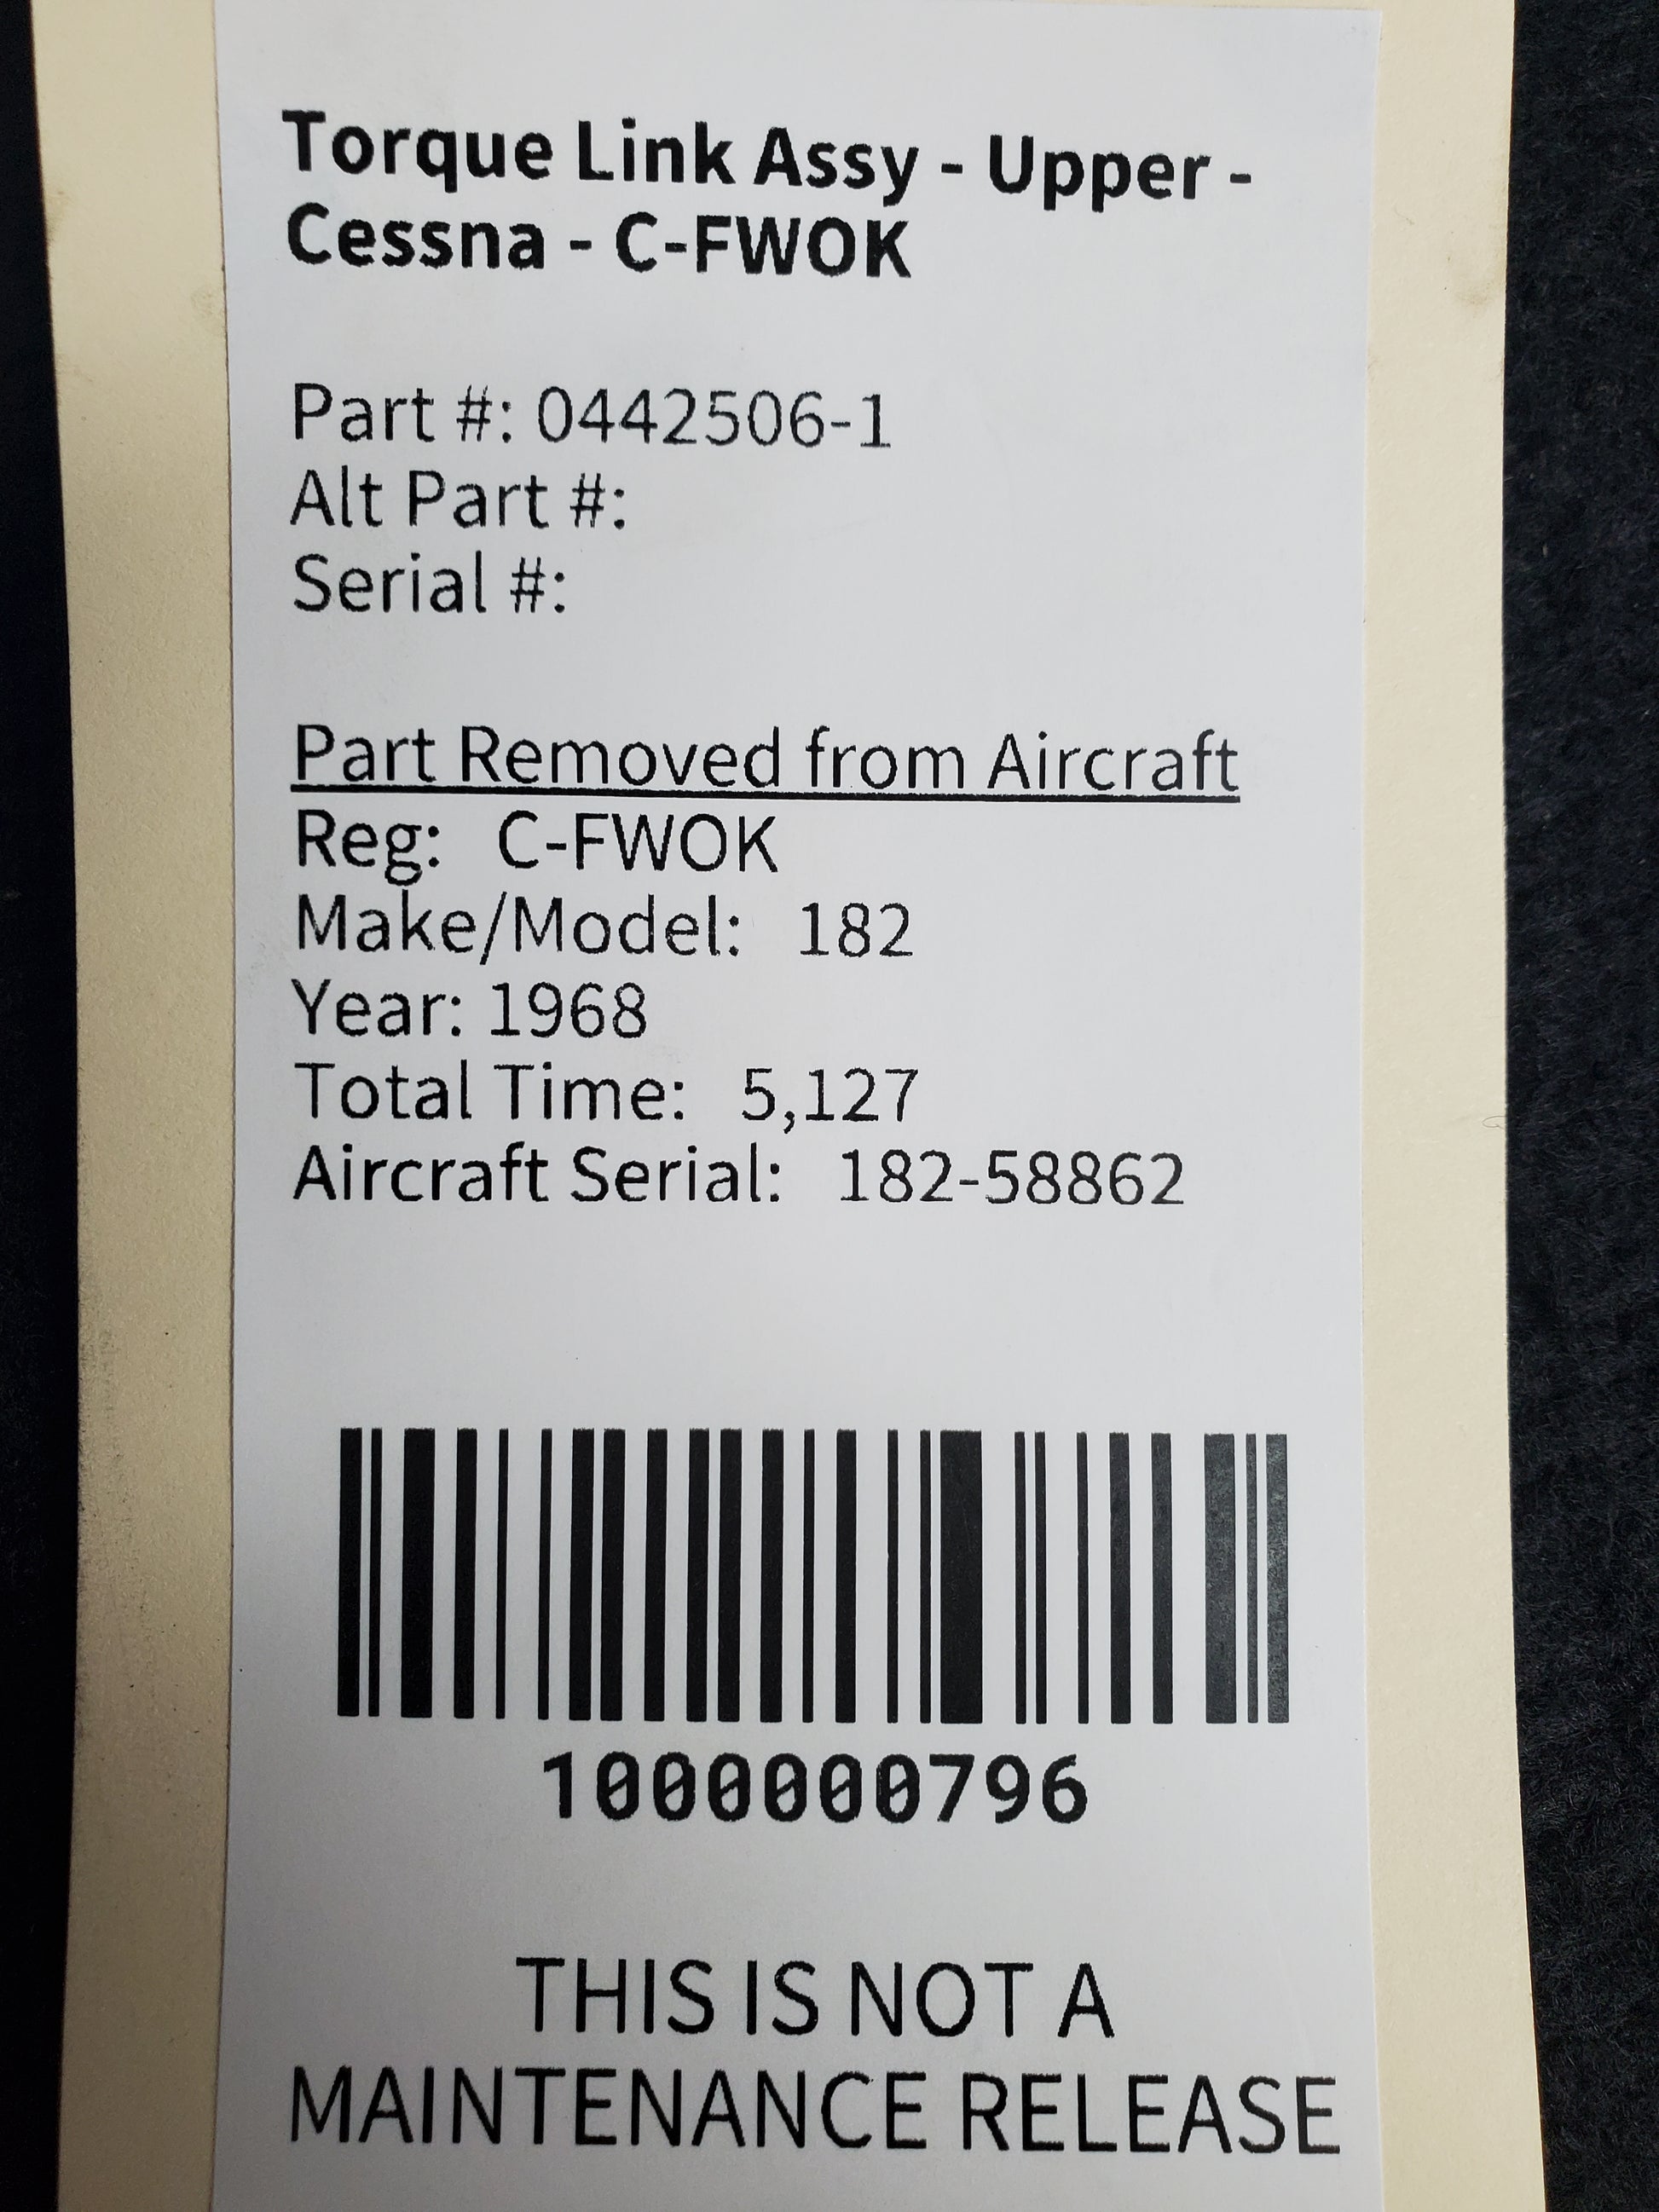 Torque Link Assy - Upper -
Cessna - C-FWOK
Part #: 0442506-1
Alt Part #:
Serial #:
Part Removed from Aircraft
Reg: C-FWOK
Make/Model: 182
Year: 1968
Total Time: 5,127
Aircraft Serial: 182-58862
1000000796
THIS IS NOT A
MAINTENANCE RELEASE